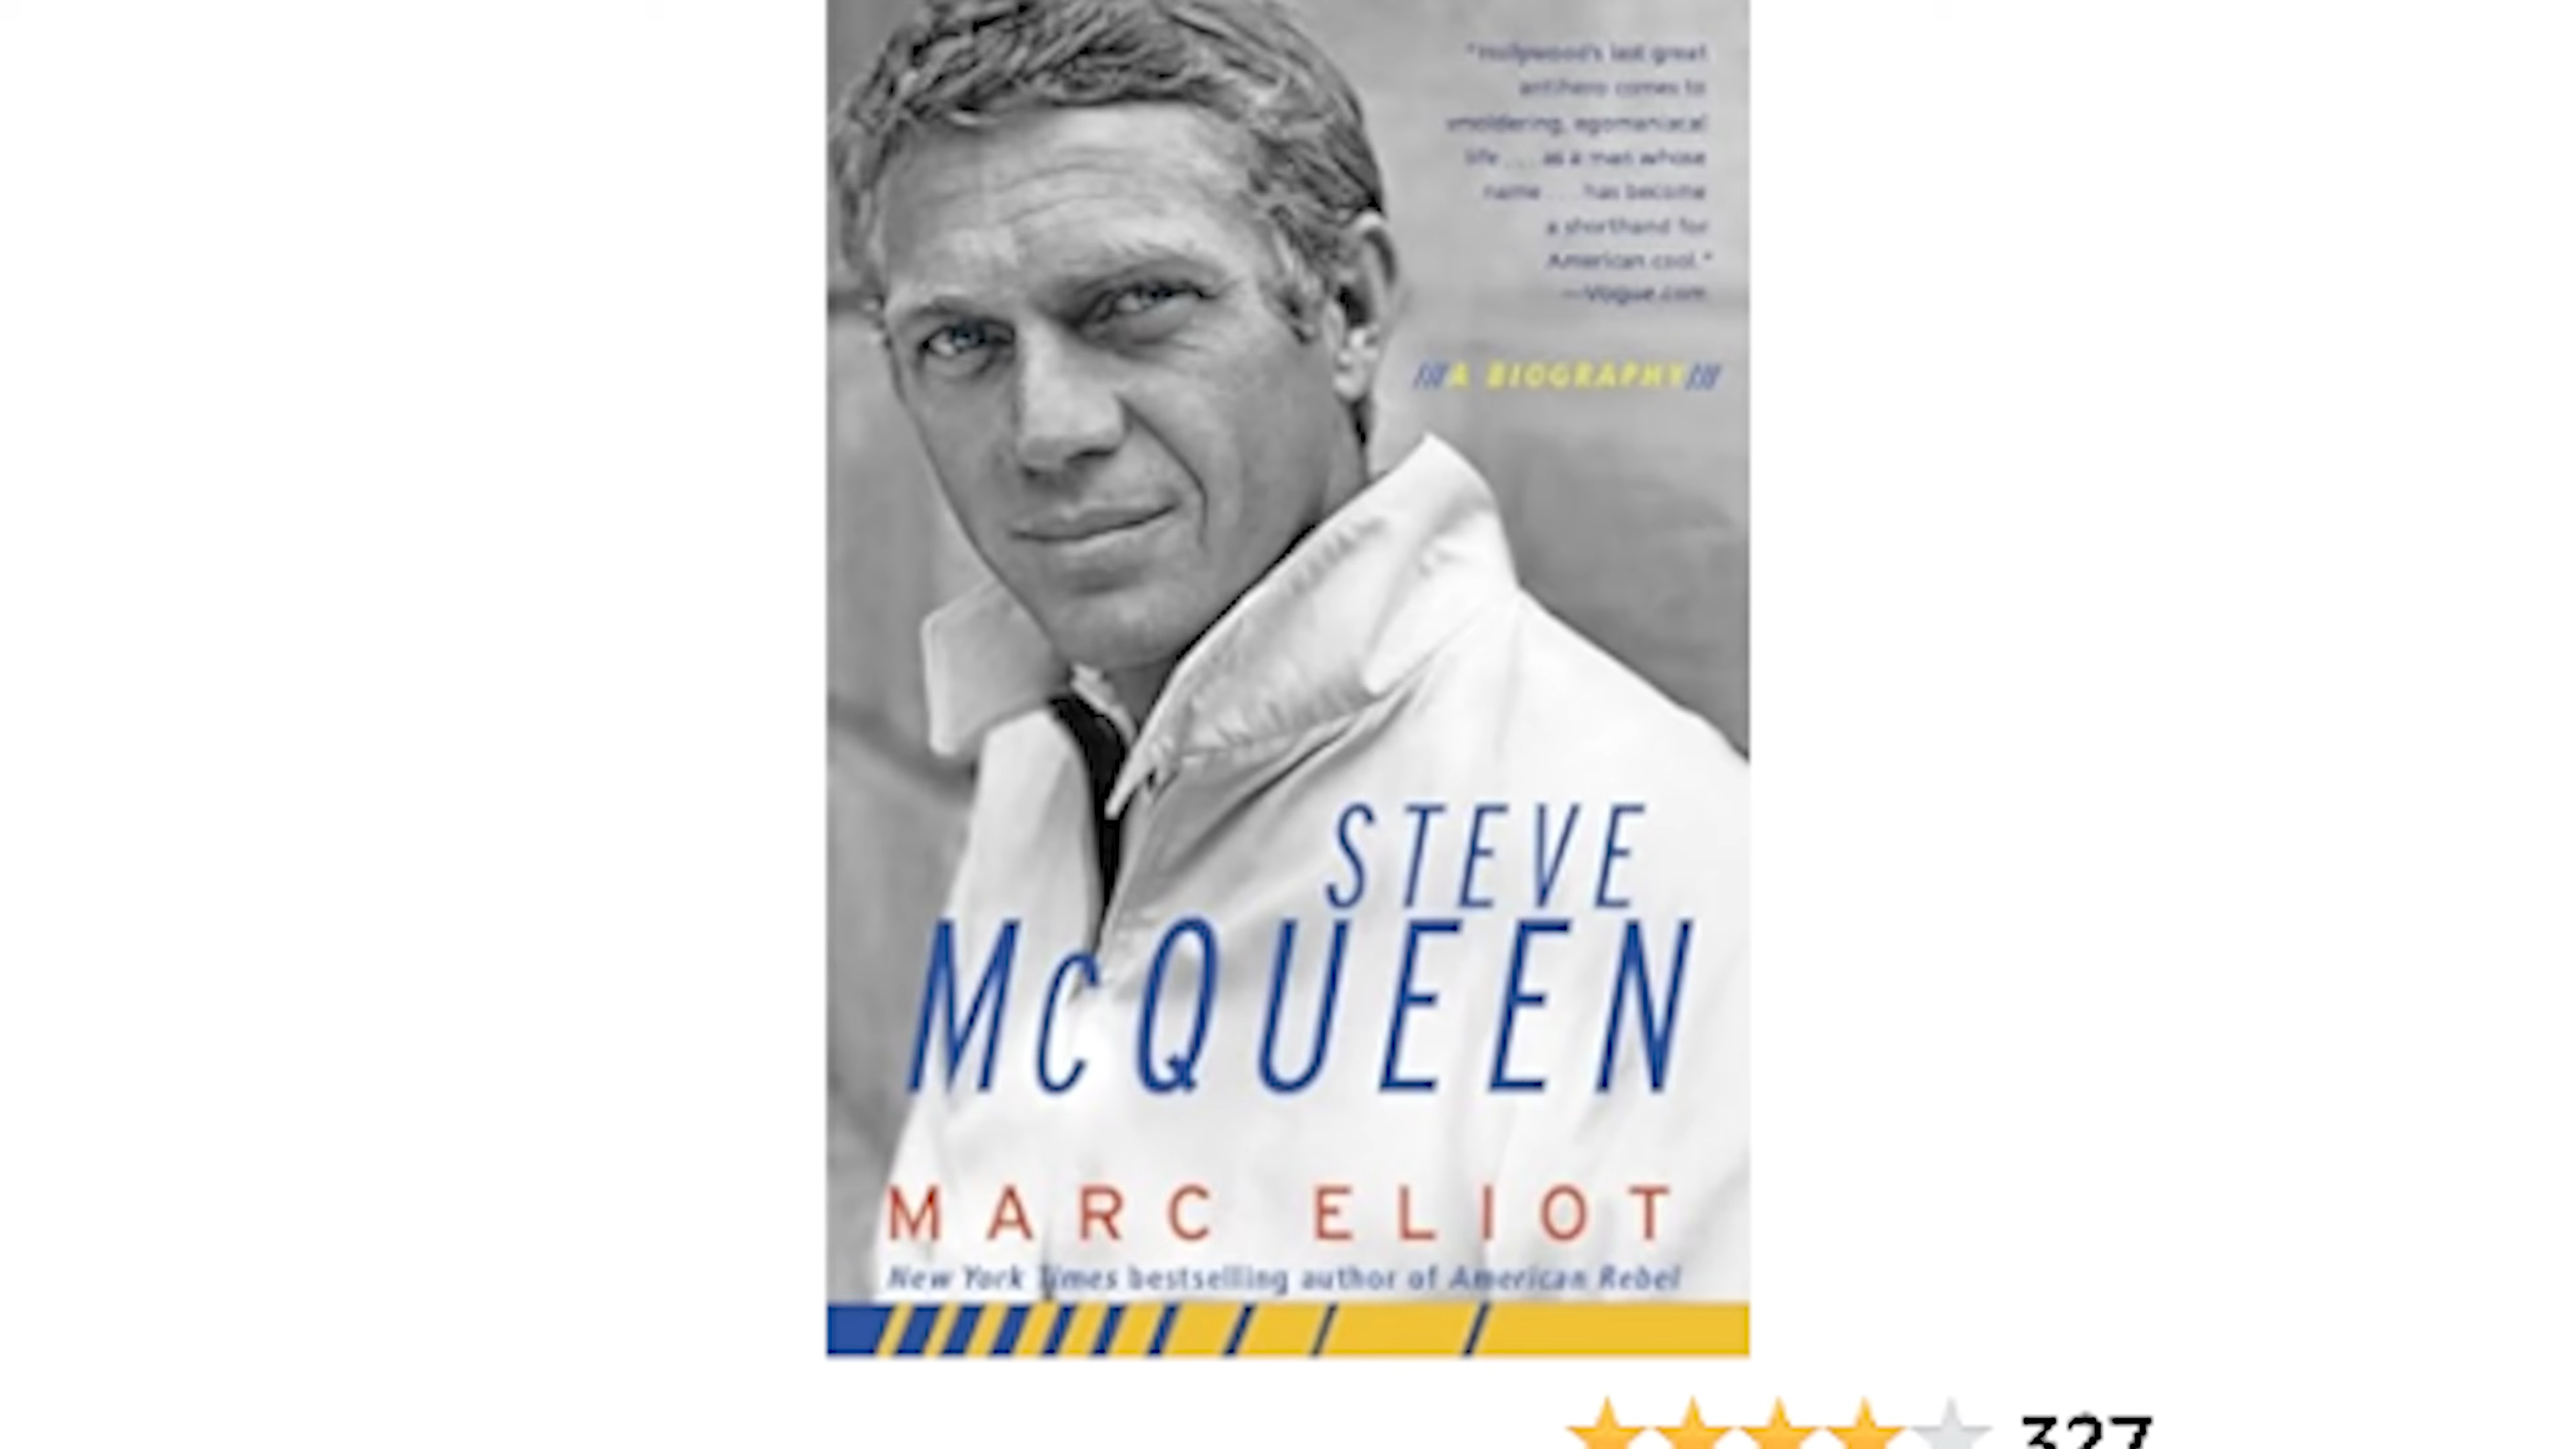 "Hollywood's last great
antihero comes to
smoldering, egomaniacal
life . . . as a man whose
name . . . has become
a shorthand for
American cool."
—Vogue.com
///A BIOGRAPHY///
STEVE
McQUEEN
MARC ELIOT
New York Times bestselling author of American Rebel
327